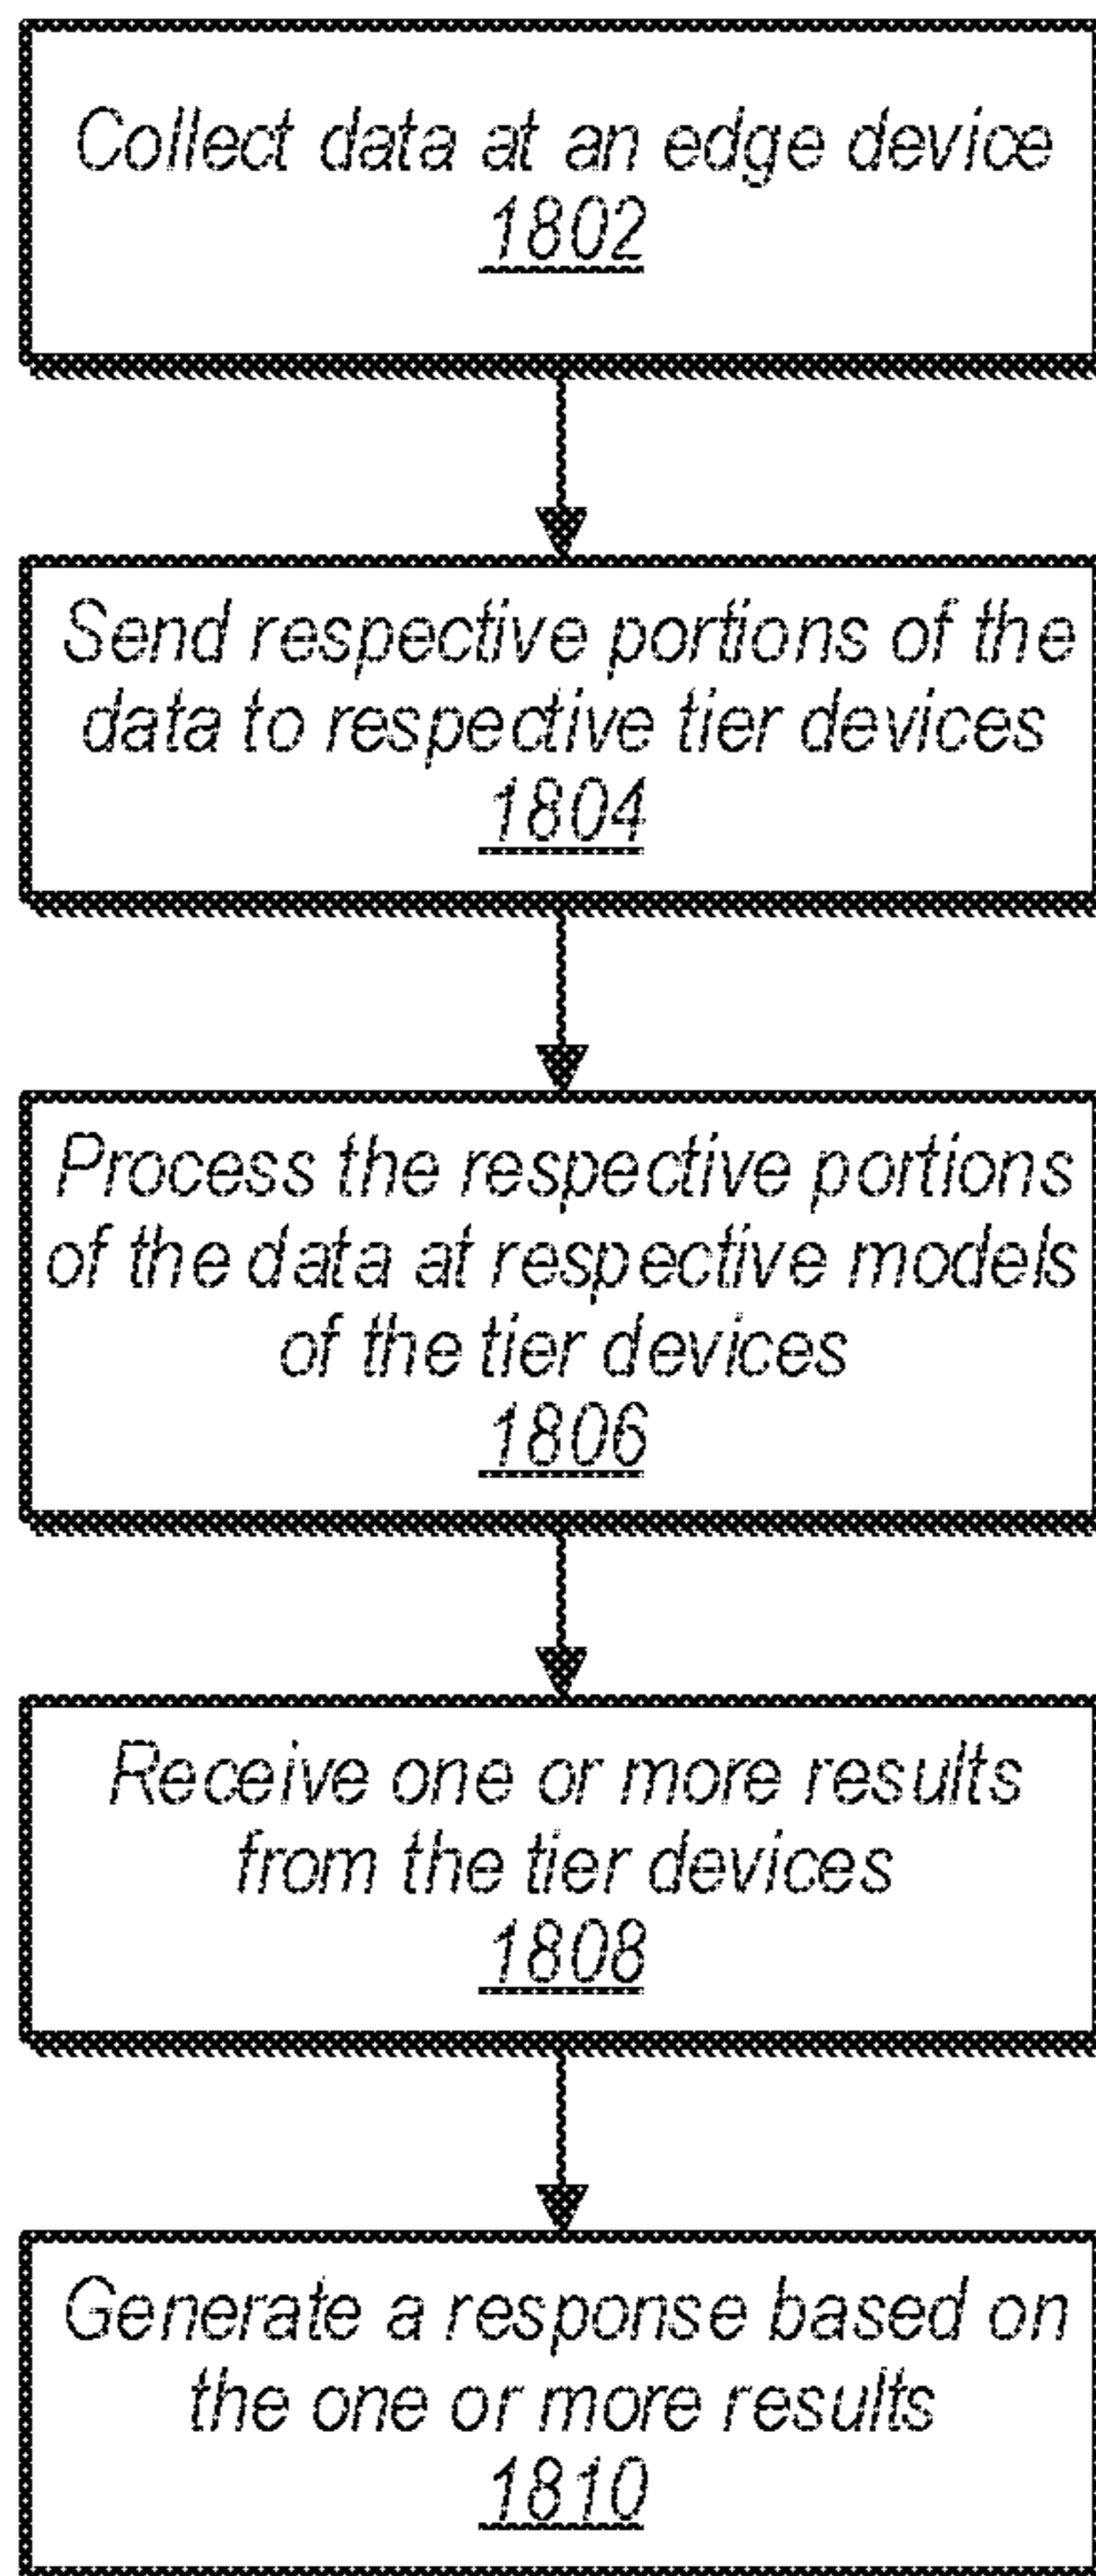 Collect data at an edge device
1802
Send respective portions of the
data to respective tier devices
1804
Process the respective portions
of the data at respective models
of the tier devices
1806
Receive one or more results
from the tier devices
1808
Generate a response based on
the one or more results
1810